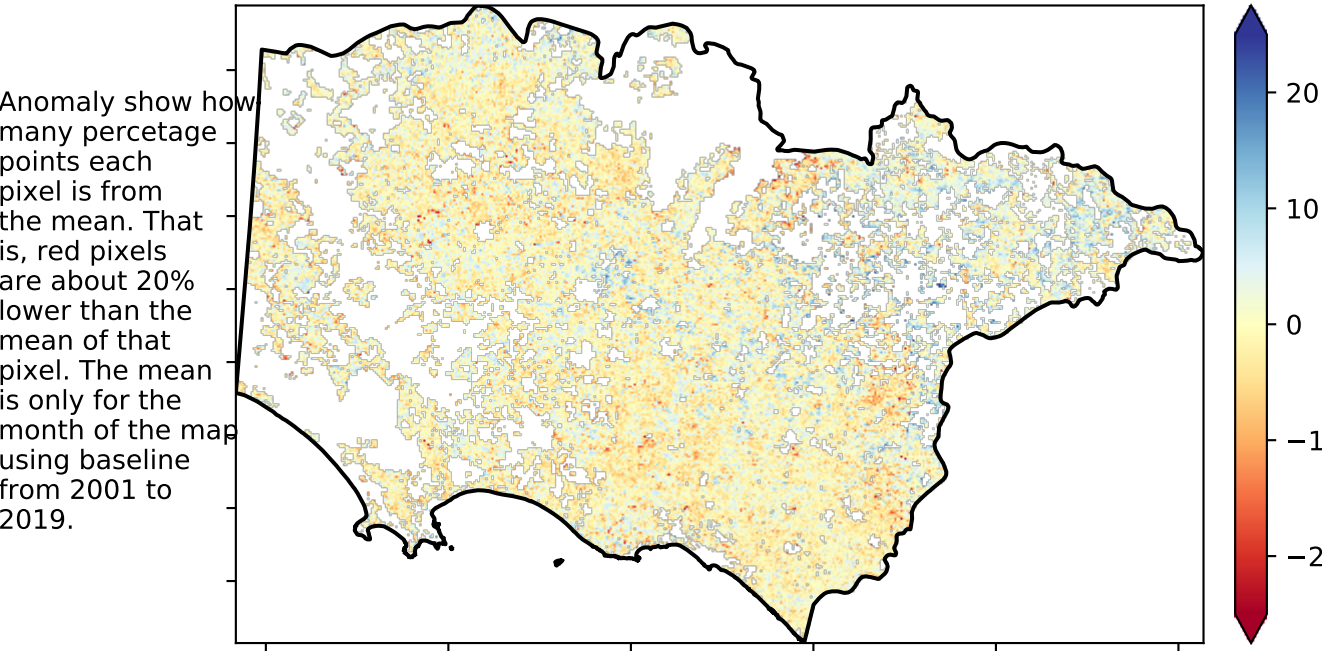 Anomaly show how
many percetage
points each
pixel is from
the mean. That
is, red pixels
are about 20%
lower than the
mean of that
pixel. The mean
is only for the
month of the map
using baseline
from 2001 to
2019.
20
10
0
−1
−2